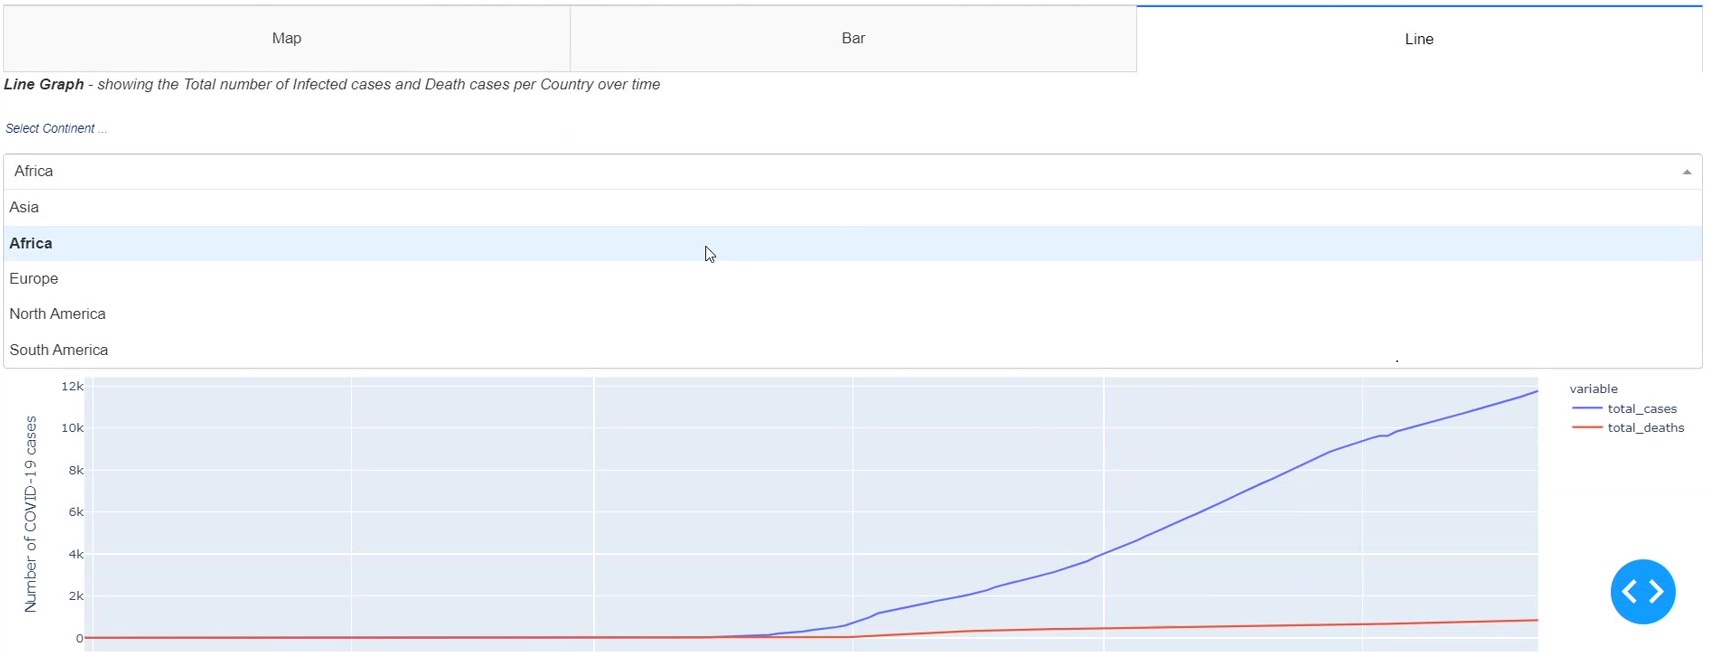 Map Bar Line
Line Graph - showing the Total number of Infected cases and Death cases per Country over time
Select Continent ...
Africa
Asia
Africa
Europe
North America
South America
12k
10k
8k
6k
4k
2k
0
Number of COVID-19 cases
variable
total_cases
total_deaths